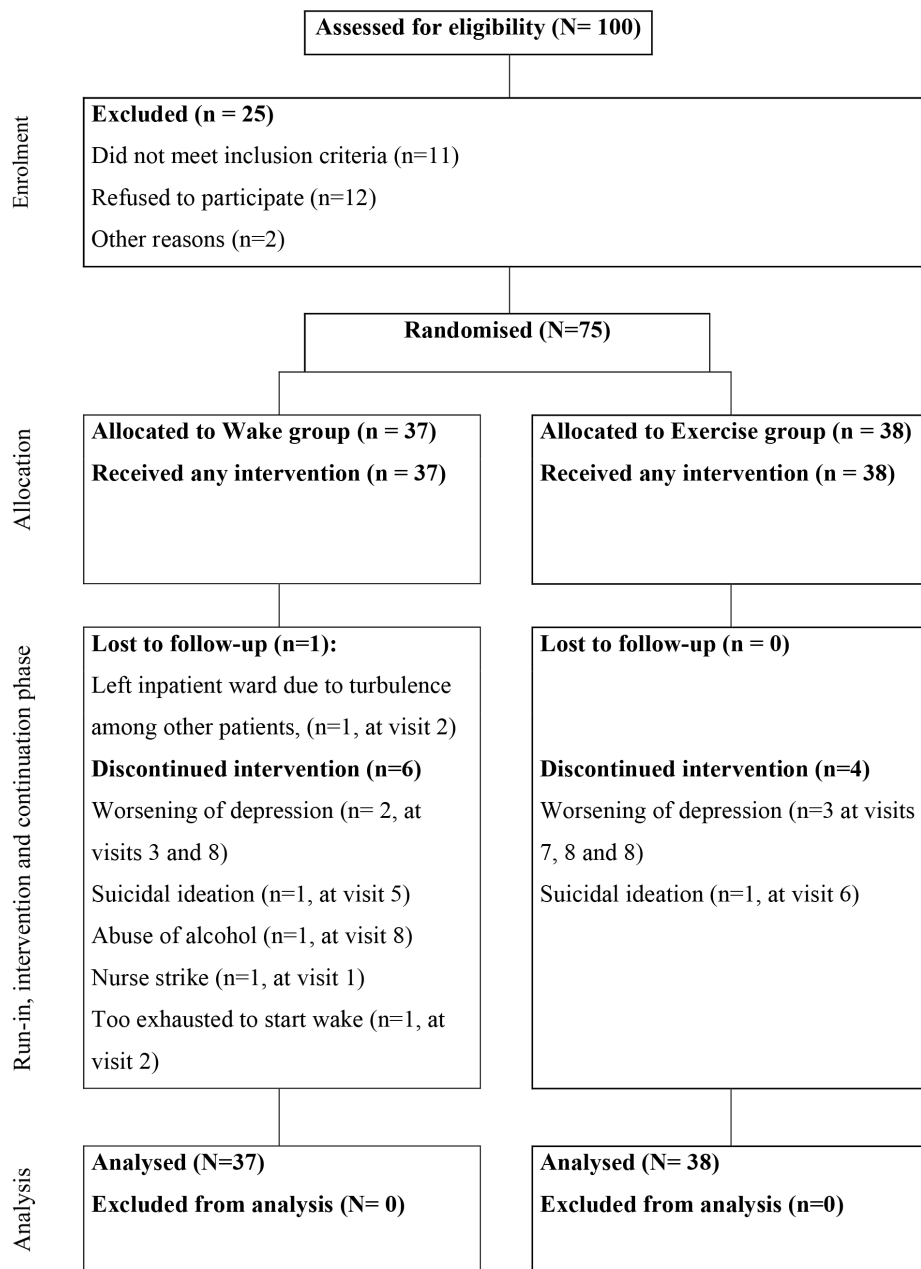 Assessed for eligibility (N= 100)
Enrolment
Excluded (n = 25)
Did not meet inclusion criteria (n=11)
Refused to participate (n=12)
Other reasons (n=2)
Randomised (N=75)
Allocation
Allocated to Wake group (n = 37)
Received any intervention (n = 37)
Allocated to Exercise group (n = 38)
Received any intervention (n = 38)
Run-in, intervention and continuation phase
Lost to follow-up (n=1):
Left inpatient ward due to turbulence
among other patients, (n=1, at visit 2)
Discontinued intervention (n=6)
Worsening of depression (n= 2, at
visits 3 and 8)
Suicidal ideation (n=1, at visit 5)
Abuse of alcohol (n=1, at visit 8)
Nurse strike (n=1, at visit 1)
Too exhausted to start wake (n=1, at
visit 2)
Lost to follow-up (n = 0)
Discontinued intervention (n=4)
Worsening of depression (n=3 at visits
7, 8 and 8)
Suicidal ideation (n=1, at visit 6)
Analysis
Analysed (N=37)
Excluded from analysis (N= 0)
Analysed (N= 38)
Excluded from analysis (n=0)